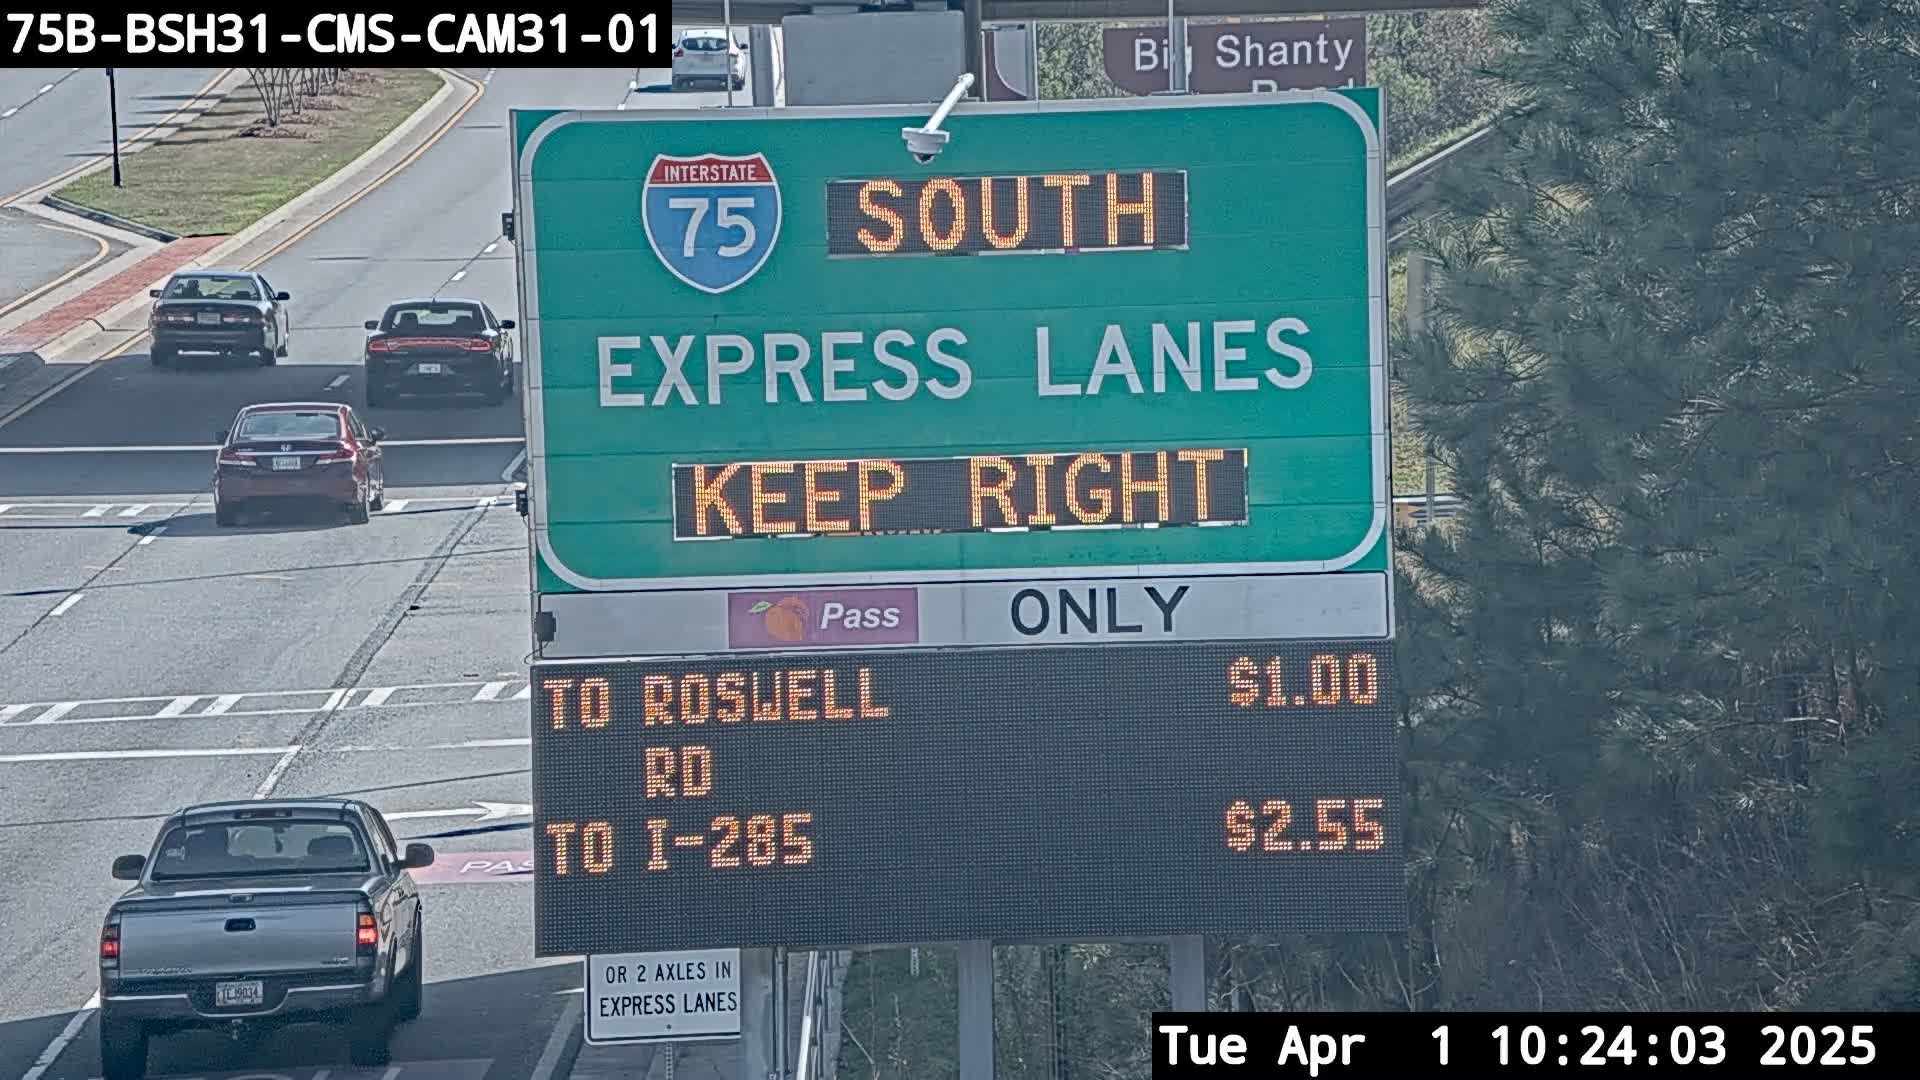 75B-BSH31-CMS-CAM31-01
Big Shanty
Road
INTERSTATE
75
SOUTH
EXPRESS LANES
KEEP RIGHT
Pass ONLY
TO ROSWELL $1.00
RD
TO I-285 $2.55
PAS
OR 2 AXLES IN
EXPRESS LANES
Tue Apr 1 10:24:03 2025